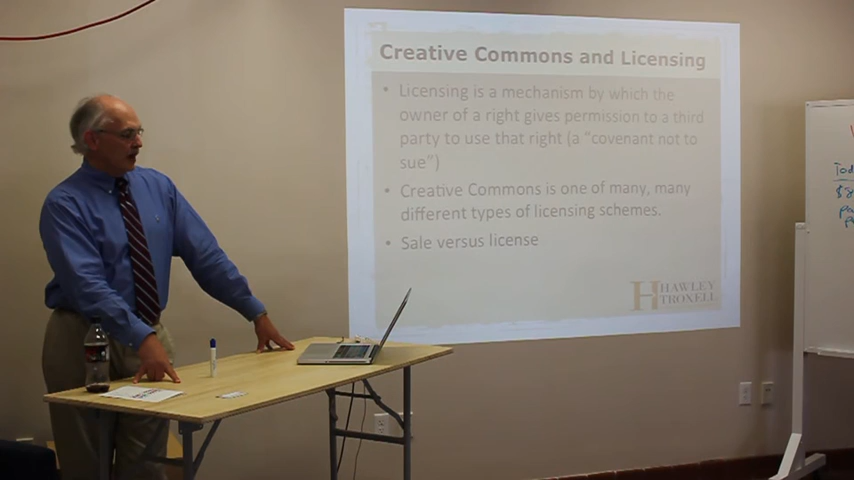 Creative Commons and Licensing
• Licensing is a mechanism by which the
owner of a right gives permission to a third
party to use that right (a “covenant not to
sue”)
• Creative Commons is one of many, many
different types of licensing schemes.
• Sale versus license
HAWLEY
TROXELL